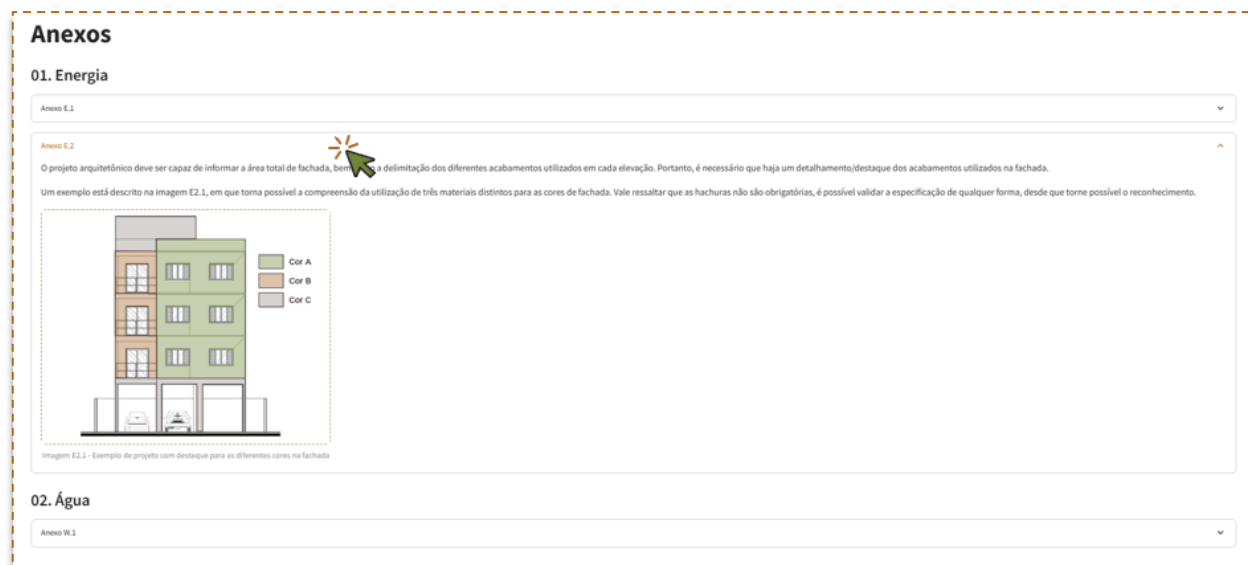 Anexos
01. Energia
Anexo E.1
Anexo E.2
O projeto arquitetônico deve ser capaz de informar a área total de fachada, bem a delimitação dos diferentes acabamentos utilizados em cada elevação. Portanto, é necessário que haja um detalhamento/destaque dos acabamentos utilizados na fachada.
Um exemplo está descrito na imagem E2.1, em que torna possível a compreensão da utilização de três materiais distintos para as cores de fachada. Vale ressaltar que as hachuras não são obrigatórias, é possível validar a especificação de qualquer forma, desde que torne possível o reconhecimento.
Cor A
Cor B
Cor C
Imagem E2.1 - Exemplo de projeto com destaque para as diferentes cores na fachada
02. Água
Anexo W.1